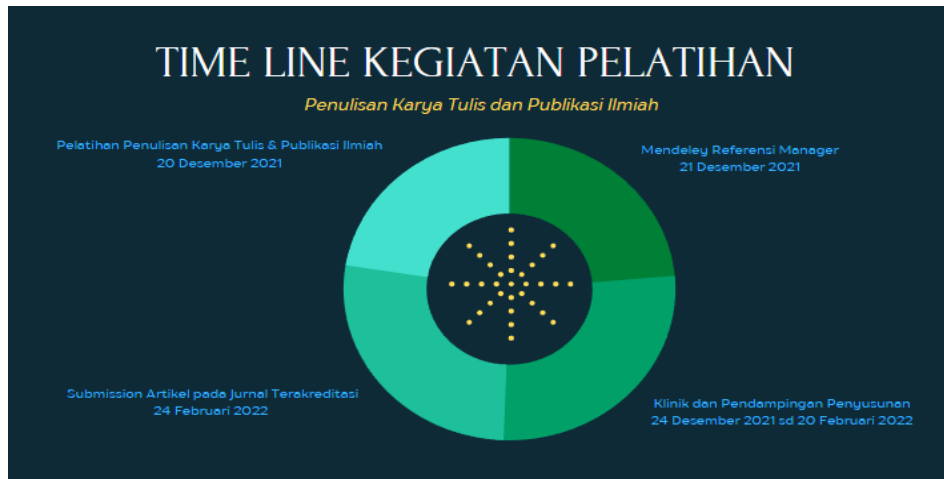 TIME LINE KEGIATAN PELATIHAN
Penulisan Karya Tulis dan Publikasi Ilmiah
Pelatihan Penulisan Karya Tulis & Publikasi Ilmiah
20 Desember 2021
Mendeley Referensi Manager
21 Desember 2021
Submission Artikel pada Jurnal Terakreditasi
24 Februari 2022
Klinik dan Pendampingan Penyusunan
24 Desember 2021 sd 20 Februari 2022